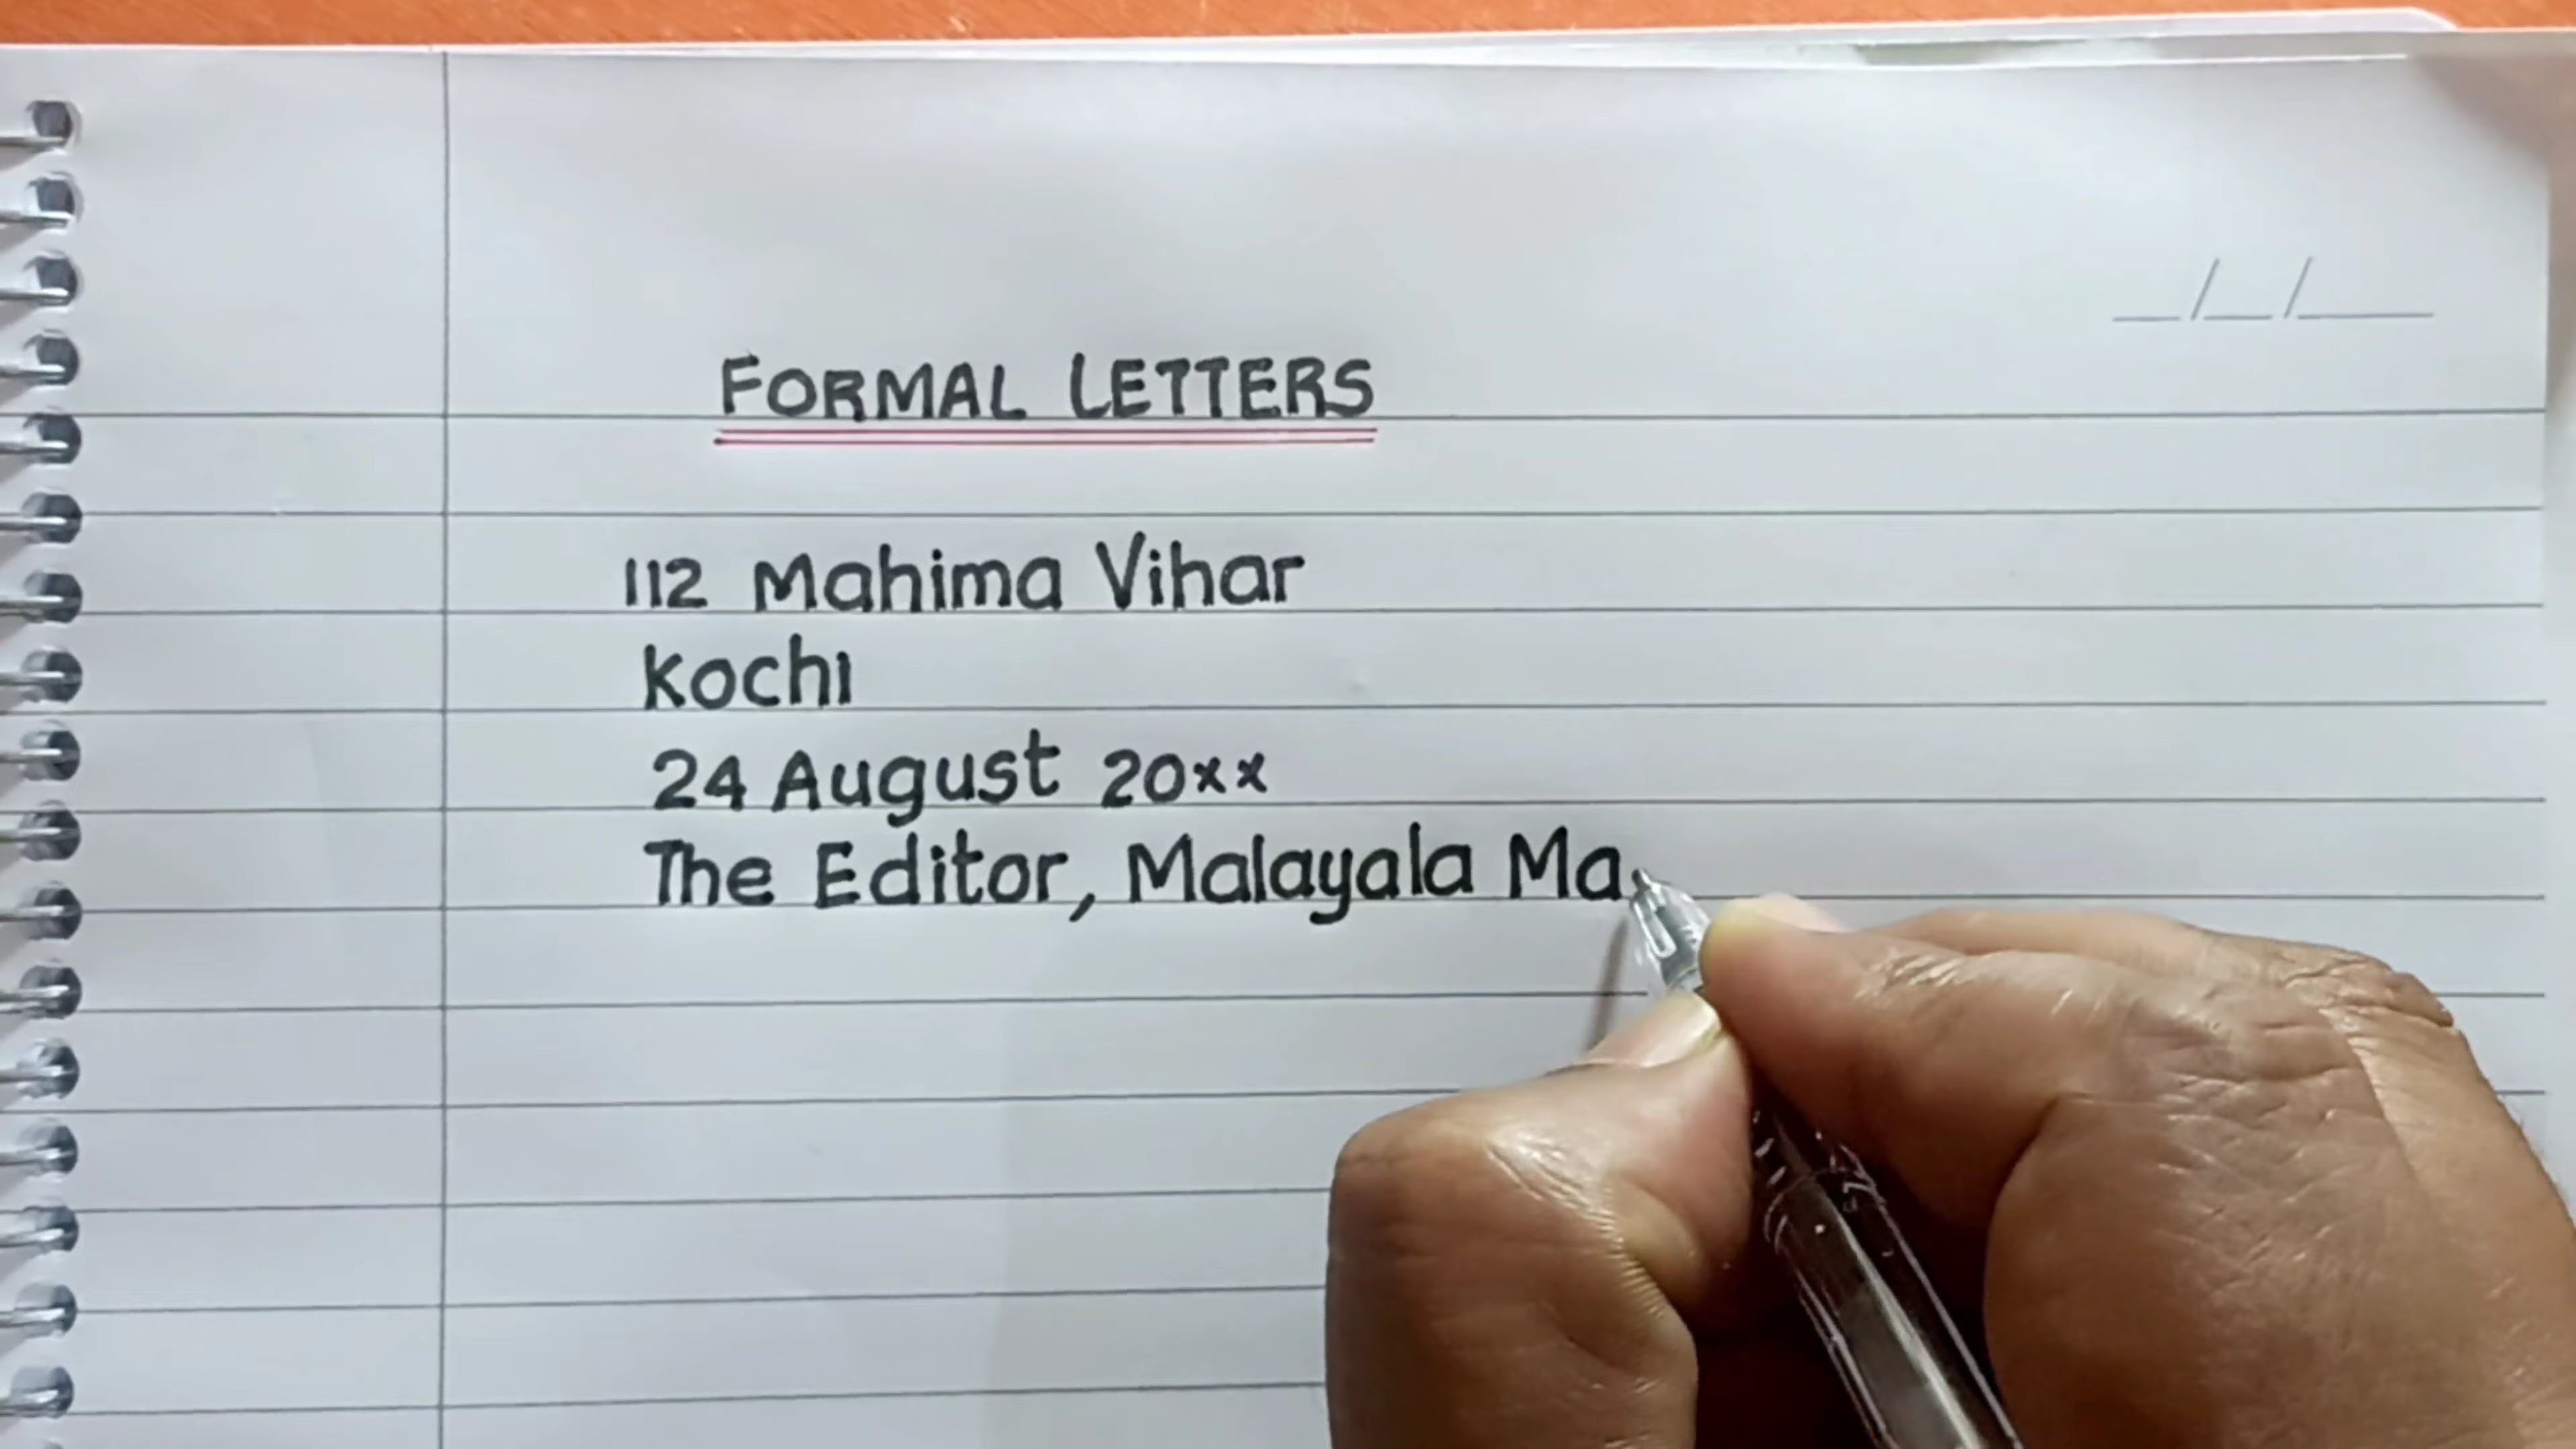 FORMAL LETTERS
112 Mahima Vihar
Kochi
24 August 20xx
The Editor, Malayala Ma